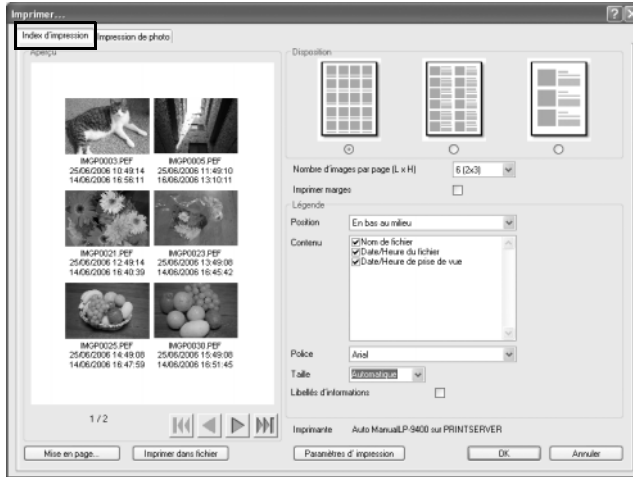 Imprimer...
Index d'impression
Impression de photo
Aperçu
IMGP0003.PEF
25/06/2006 10:49:14
14/06/2006 16:56:11
IMGP0005.PEF
25/06/2006 11:49:10
16/06/2006 13:10:11
IMGP0021.PEF
25/06/2006 12:49:14
14/06/2006 16:40:39
IMGP0023.PEF
25/06/2006 13:49:08
14/06/2006 16:45:42
IMGP0025.PEF
25/06/2006 14:49:08
14/06/2006 16:47:59
IMGP0030.PEF
25/06/2006 15:49:08
14/06/2006 16:51:45
1 / 2
Mise en page...
Imprimer dans fichier
Disposition
Nombre d'images par page (L x H)
6 (2x3)
Imprimer marges
Légende
Position
En bas au milieu
Contenu
Nom de fichier
Date/Heure du fichier
Date/Heure de prise de vue
Police
Arial
Taille
Automatique
Libellés d'informations
Imprimante
Auto ManualLP-9400 sur PRINTSERVER
Paramètres d' impression
OK
Annuler